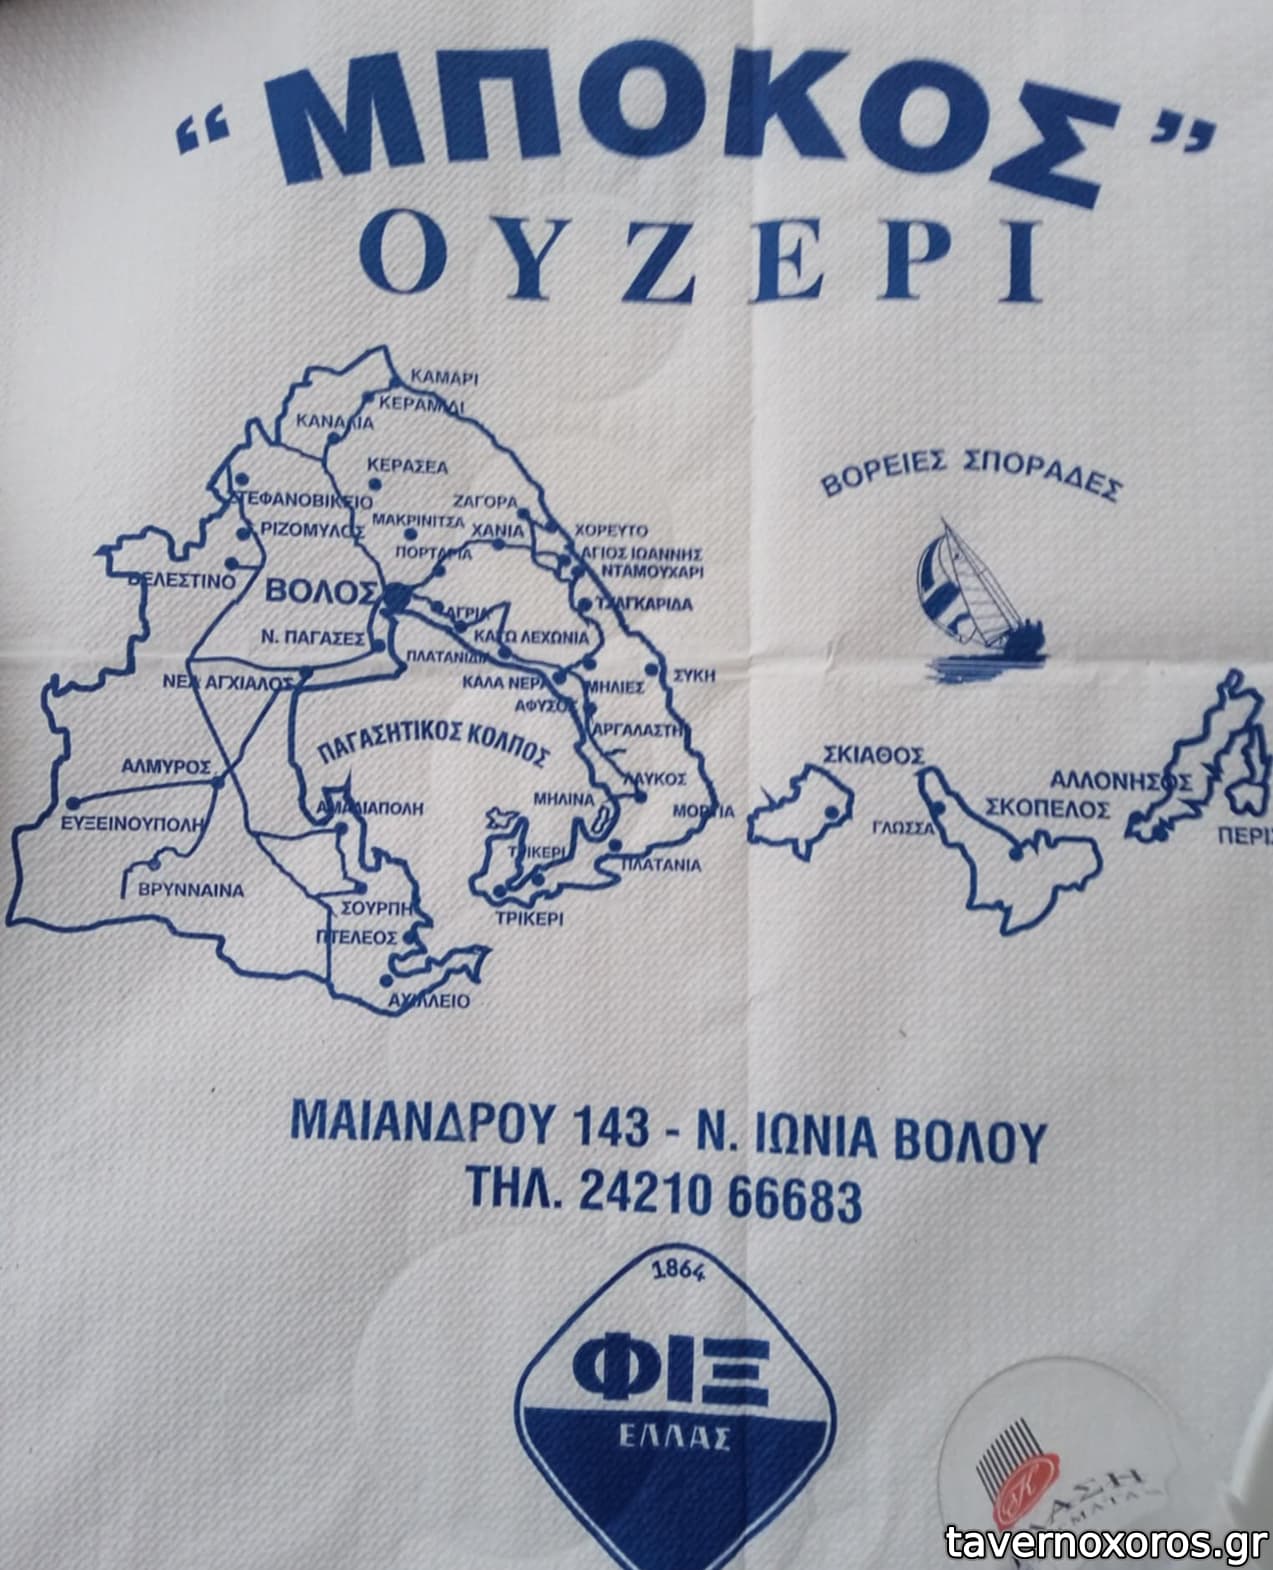 “ΜΠΟΚΟΣ”
ΟΥΖΕΡΙ
ΚΑΜΑΡΙ
ΚΕΡΑΜΙΔΙ
ΚΑΝΑΛΙΑ
ΚΕΡΑΣΕΑ
ΒΟΡΕΙΕΣ ΣΠΟΡΑΔΕΣ
ΣΤΕΦΑΝΟΒΙΚΕΙΟ
ΖΑΓΟΡΑ
ΡΙΖΟΜΥΛΟΣ
ΜΑΚΡΙΝΙΤΣΑ
ΧΑΝΙΑ
ΧΟΡΕΥΤΟ
ΠΟΡΤΑΡΙΑ
ΑΓΙΟΣ ΙΩΑΝΝΗΣ
ΝΤΑΜΟΥΧΑΡΙ
ΒΕΛΕΣΤΙΝΟ
ΒΟΛΟΣ
ΤΣΑΓΚΑΡΙΔΑ
ΑΓΡΙΑ
ΚΑΤΩ ΛΕΧΩΝΙΑ
Ν. ΠΑΓΑΣΕΣ
ΠΛΑΤΑΝΙΔΙΑ
ΝΕΑ ΑΓΧΙΑΛΟΣ
ΚΑΛΑ ΝΕΡΑ
ΜΗΛΙΕΣ
ΣΥΚΗ
ΑΦΥΣΟΣ
ΑΡΓΑΛΑΣΤΗ
ΠΑΓΑΣΗΤΙΚΟΣ ΚΟΛΠΟΣ
ΣΚΙΑΘΟΣ
ΑΛΜΥΡΟΣ
ΛΑΥΚΟΣ
ΑΛΛΟΝΗΣΟΣ
ΑΜΑΛΙΑΠΟΛΗ
ΜΗΛΙΝΑ
ΣΚΟΠΕΛΟΣ
ΕΥΞΕΙΝΟΥΠΟΛΗ
ΓΛΩΣΣΑ
ΠΕΡΙΣ
ΤΡΙΚΕΡΙ
ΠΛΑΤΑΝΙΑ
ΒΡΥΝΝΑΙΝΑ
ΣΟΥΡΠΗ
ΤΡΙΚΕΡΙ
ΠΤΕΛΕΟΣ
ΑΧΙΛΛΕΙΟ
ΜΑΙΑΝΔΡΟΥ 143 - Ν. ΙΩΝΙΑ ΒΟΛΟΥ
ΤΗΛ. 24210 66683
1864
ΦΙΞ
ΕΛΛΑΣ
tavernoxoros.gr